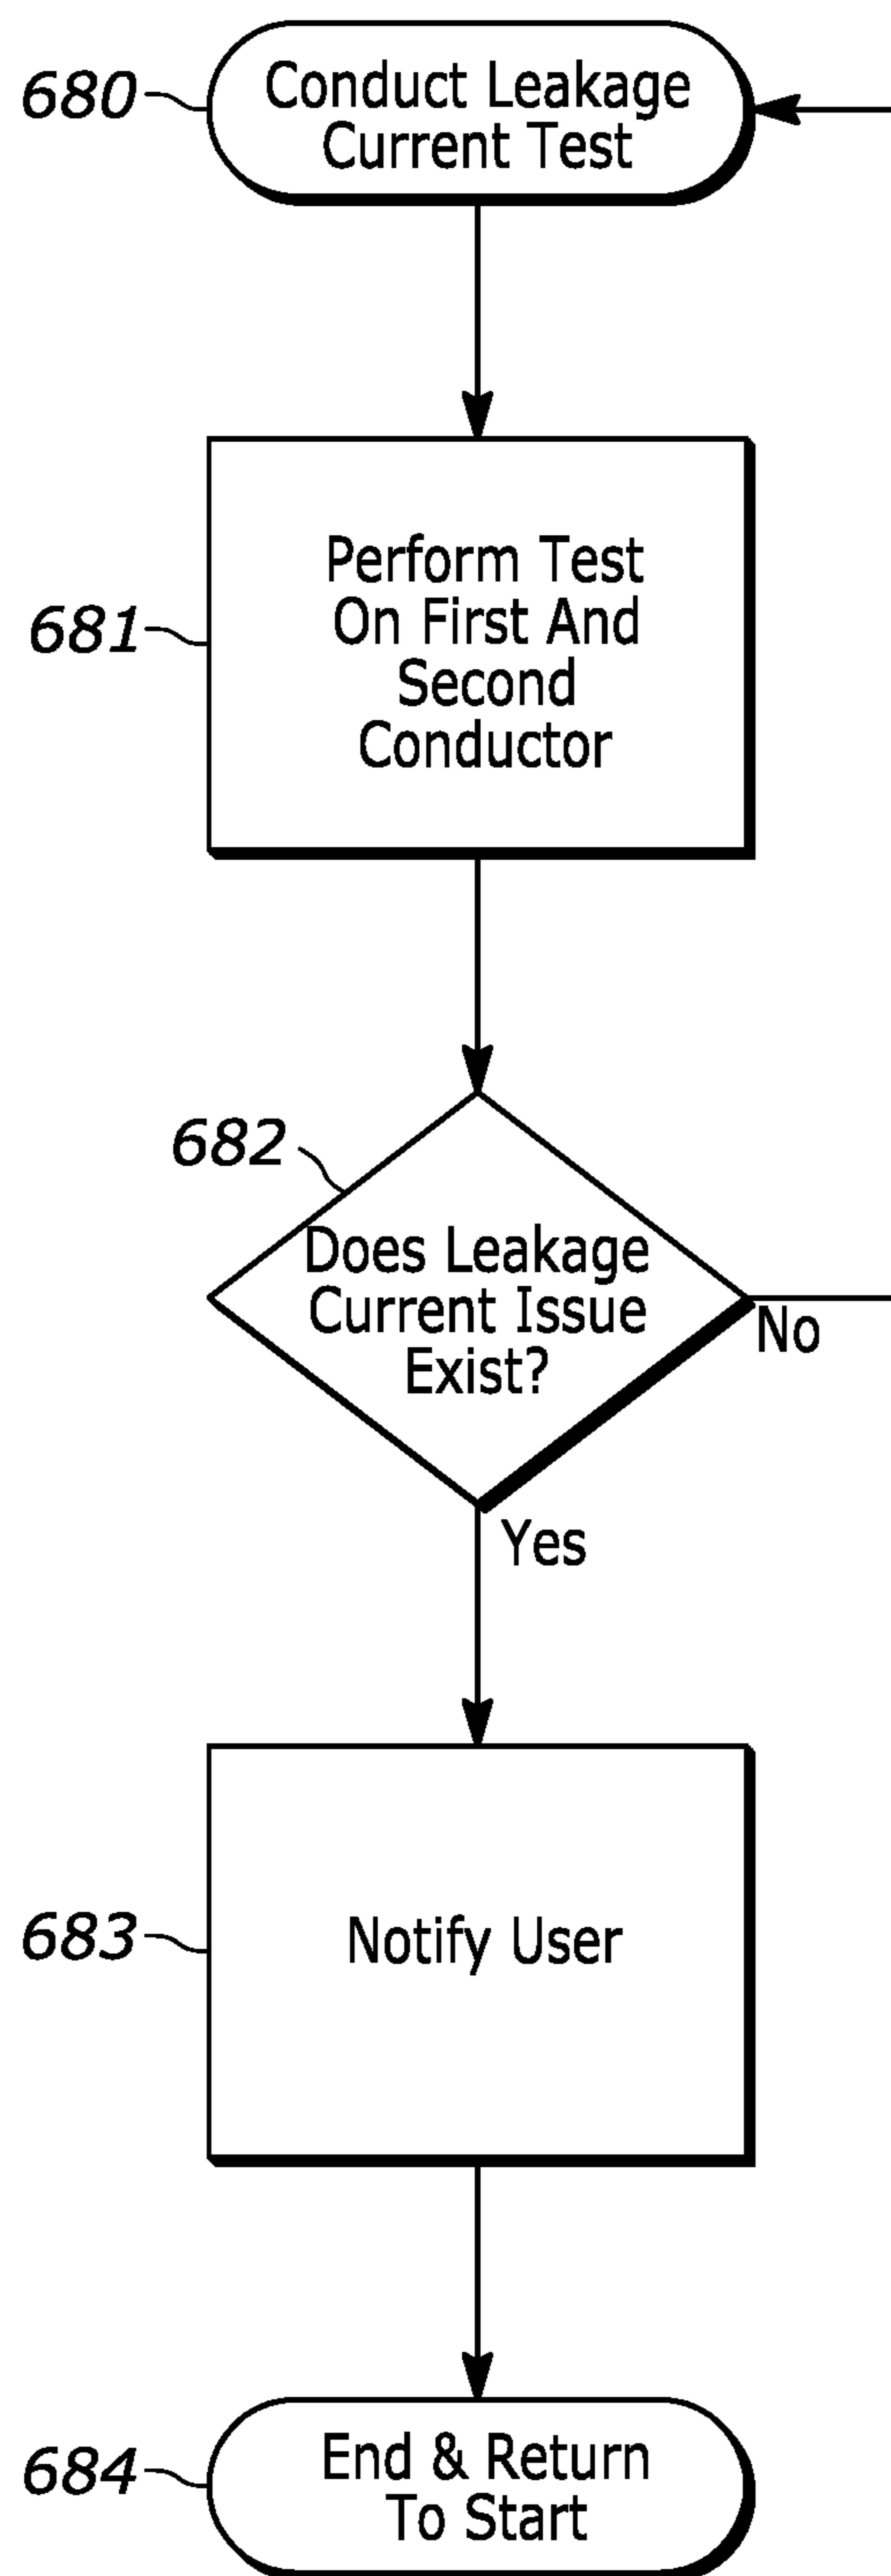 680
Conduct Leakage
Current Test
681
Perform Test
On First And
Second
Conductor
682
Does Leakage
Current Issue
Exist?
No
Yes
683
Notify User
684
End & Return
To Start